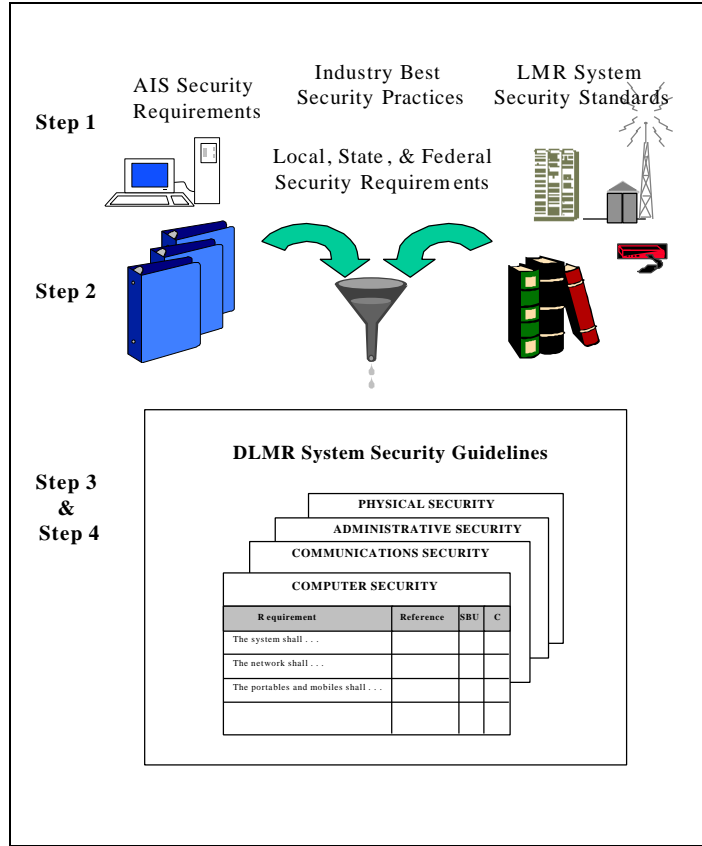 Step 1
AIS Security
Requirements
Industry Best
Security Practices
LMR System
Security Standards
Local, State, & Federal
Security Requirements
Step 2
Step 3
&
Step 4
DLMR System Security Guidelines
PHYSICAL SECURITY
ADMINISTRATIVE SECURITY
COMMUNICATIONS SECURITY
COMPUTER SECURITY
Requirement Reference SBU C
The system shall . . .
The network shall . . .
The portables and mobiles shall . . .